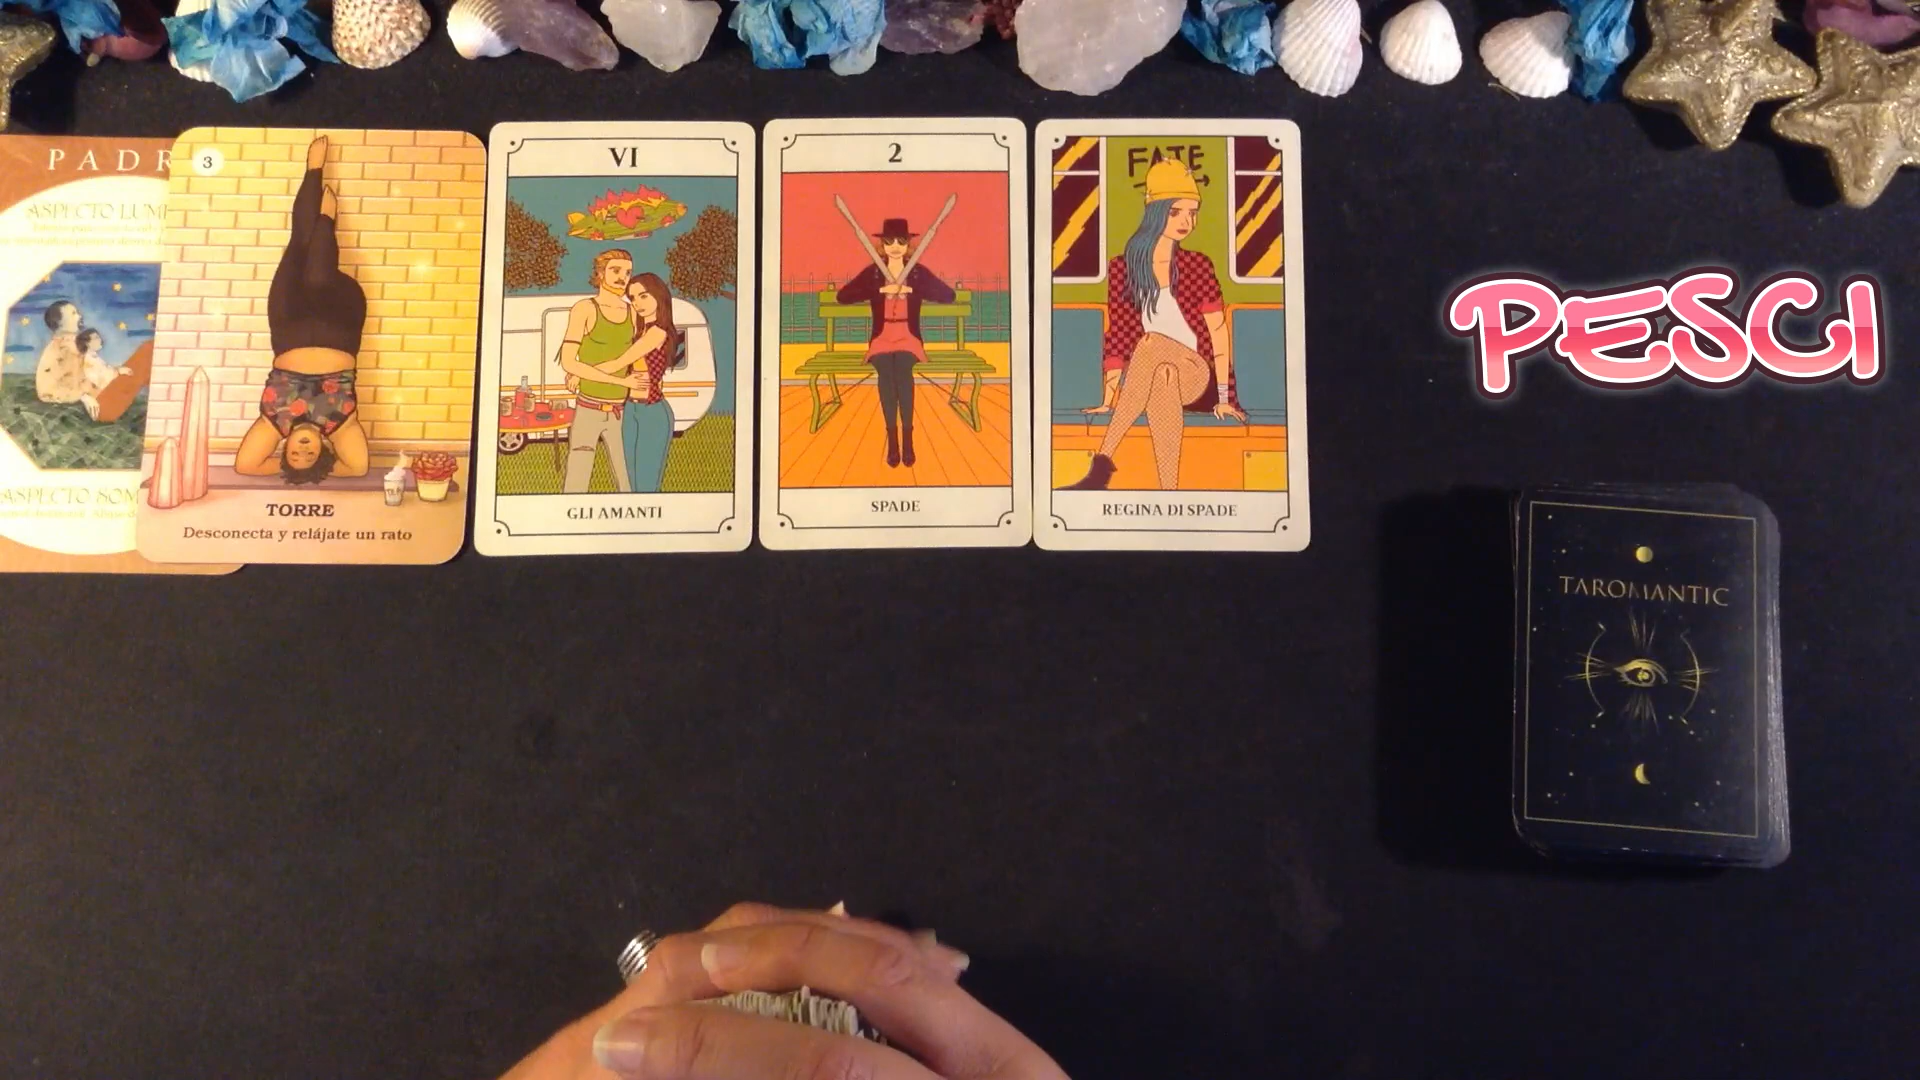 PADR
ASPECTO LUMI
ASPECTO SOM
3
TORRE
Desconecta y relájate un rato
VI
GLI AMANTI
2
SPADE
FATE
REGINA DI SPADE
PESCI
TAROMANTIC